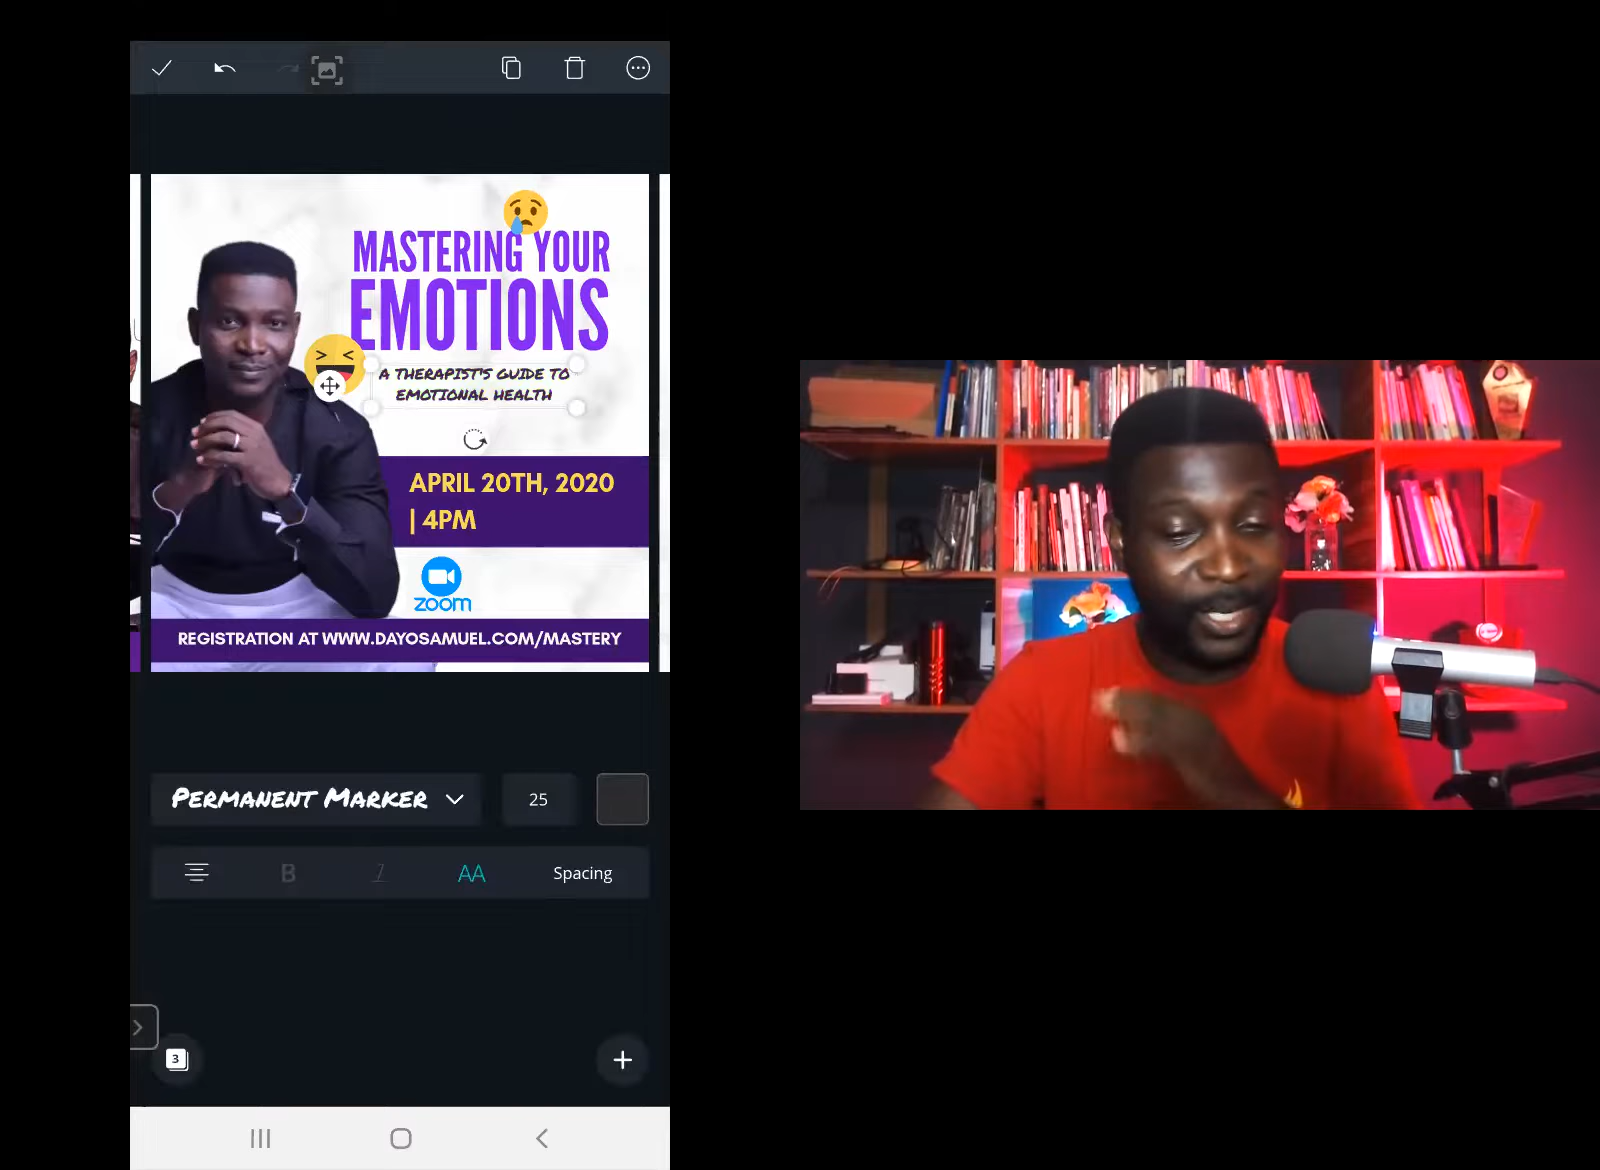 MASTERING YOUR
EMOTIONS
A THERAPIST'S GUIDE TO
EMOTIONAL HEALTH
APRIL 20TH, 2020
| 4PM
zoom
REGISTRATION AT WWW.DAYOSAMUEL.COM/MASTERY
PERMANENT MARKER
25
B
I
AA
Spacing
3